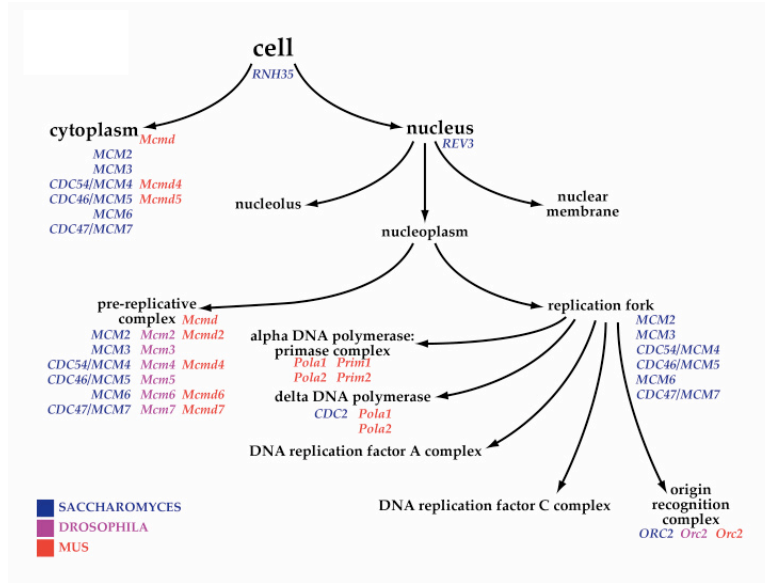 cell
RNH35
cytoplasm
Mcmd
MCM2
MCM3
CDC54/MCM4 Mcmd4
CDC46/MCM5 Mcmd5
MCM6
CDC47/MCM7
nucleus
REV3
nucleolus
nuclear
membrane
nucleoplasm
pre-replicative
complex Mcmd
MCM2 Mcm2 Mcmd2
MCM3 Mcm3
CDC54/MCM4 Mcm4 Mcmd4
CDC46/MCM5 Mcm5
MCM6 Mcm6 Mcmd6
CDC47/MCM7 Mcm7 Mcmd7
replication fork
MCM2
MCM3
CDC54/MCM4
CDC46/MCM5
MCM6
CDC47/MCM7
alpha DNA polymerase:
primase complex
Pola1 Prim1
Pola2 Prim2
delta DNA polymerase
CDC2 Pola1
Pola2
DNA replication factor A complex
DNA replication factor C complex
origin
recognition
complex
ORC2 Orc2 Orc2
SACCHAROMYCES
DROSOPHILA
MUS